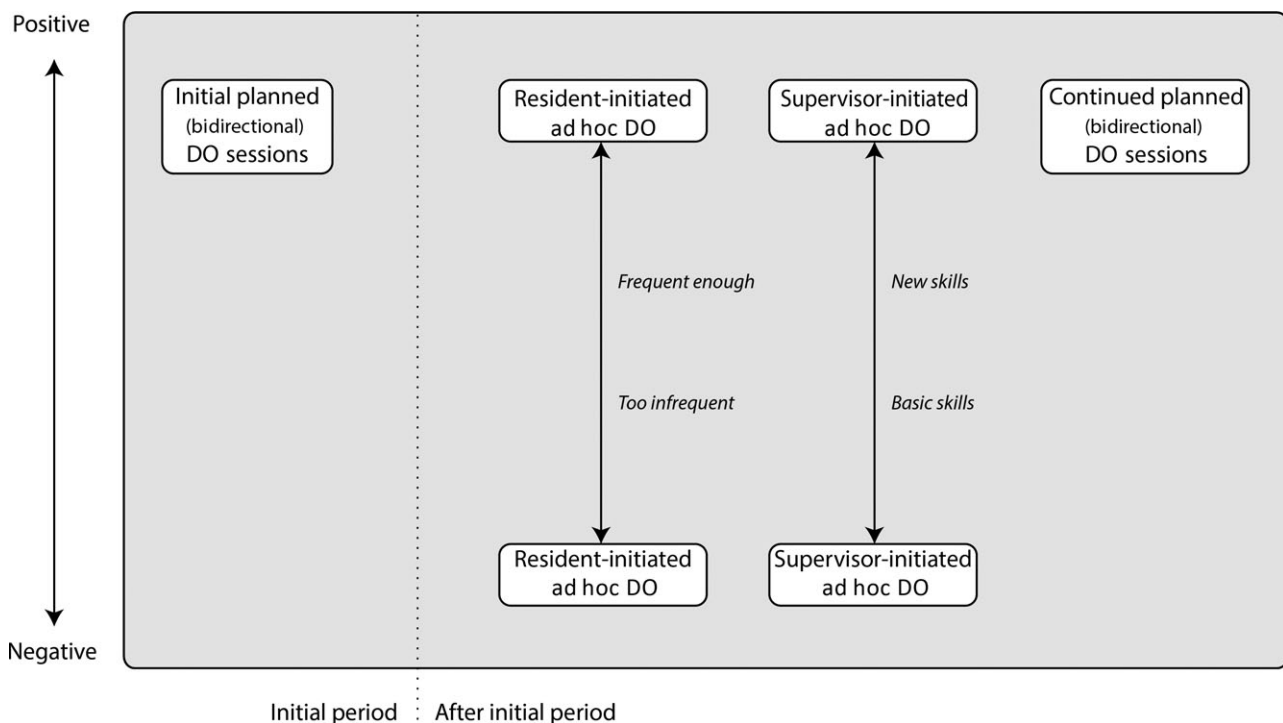 Positive
Initial planned
(bidirectional)
DO sessions
Resident-initiated
ad hoc DO
Supervisor-initiated
ad hoc DO
Continued planned
(bidirectional)
DO sessions
Frequent enough
New skills
Too infrequent
Basic skills
Resident-initiated
ad hoc DO
Supervisor-initiated
ad hoc DO
Negative
Initial period
After initial period